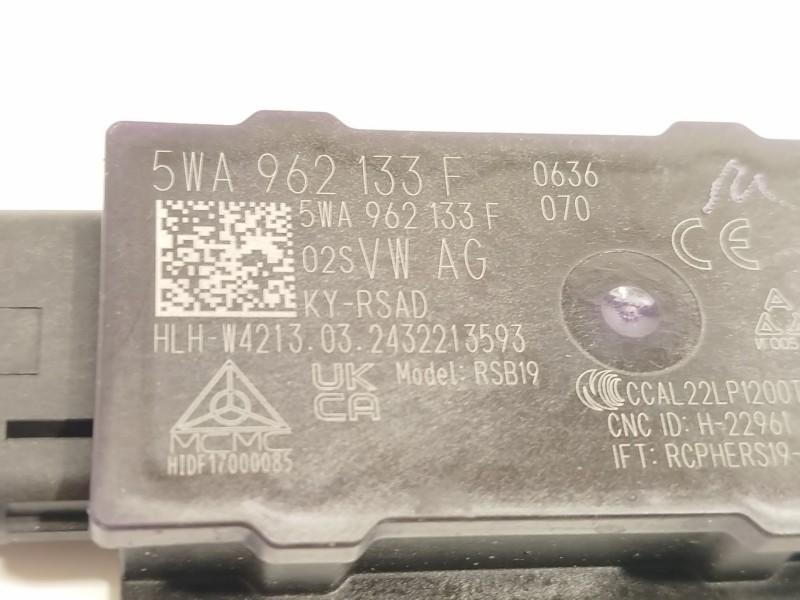 5WA 962 133 F 0636
5WA 962 133 F 070
02S VW AG
KY-RSAD
HLH-W4213.03.2432213593
CE
UK
CA
Model: RSB19
MCMC
HIDF17000085
CCAL22LP1200T
CNC ID: H-22961
IFT: RCPHERS19-